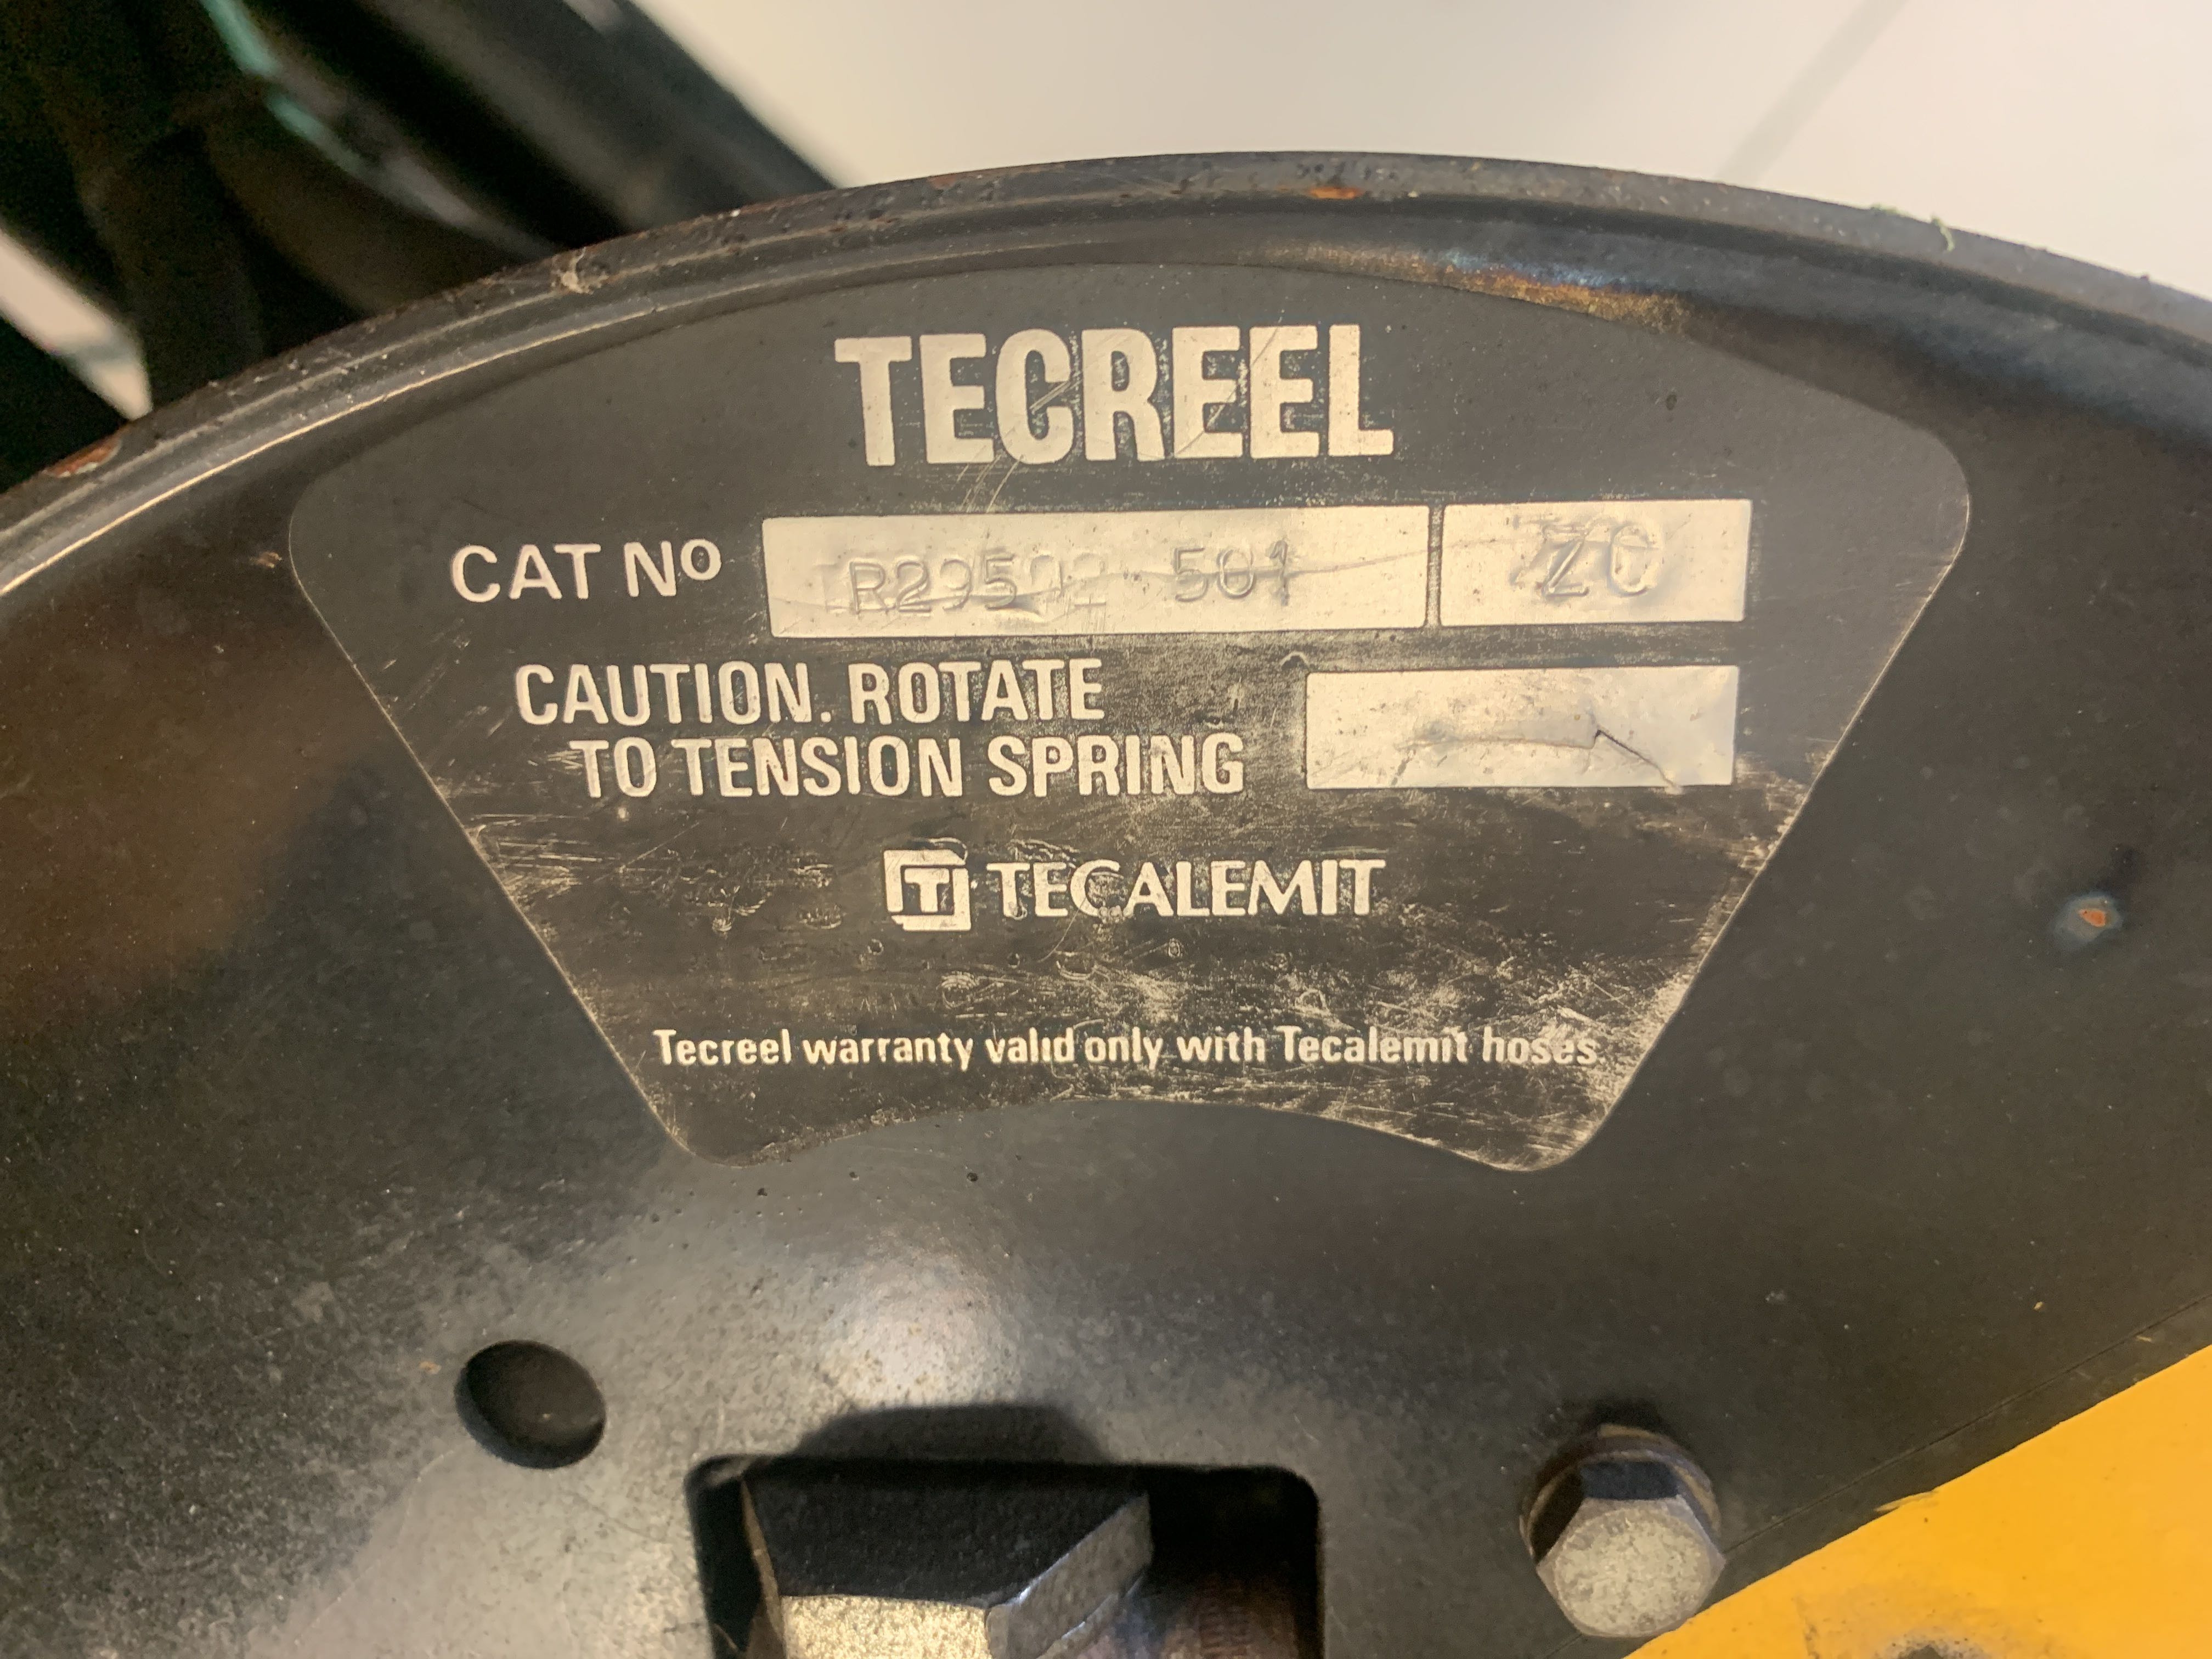 TECREEL
CAT No R29502 501 ZC
CAUTION. ROTATE
TO TENSION SPRING
TECALEMIT
Tecreel warranty valid only with Tecalemit hoses